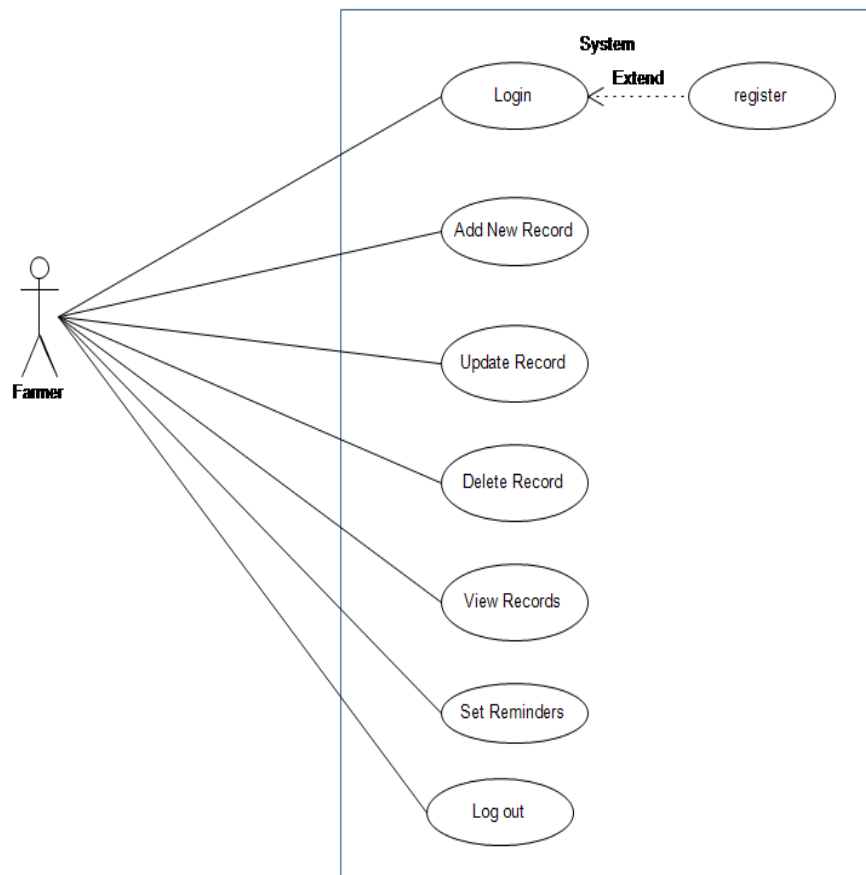 System
Extend
Login
register
Add New Record
Farmer
Update Record
Delete Record
View Records
Set Reminders
Log out